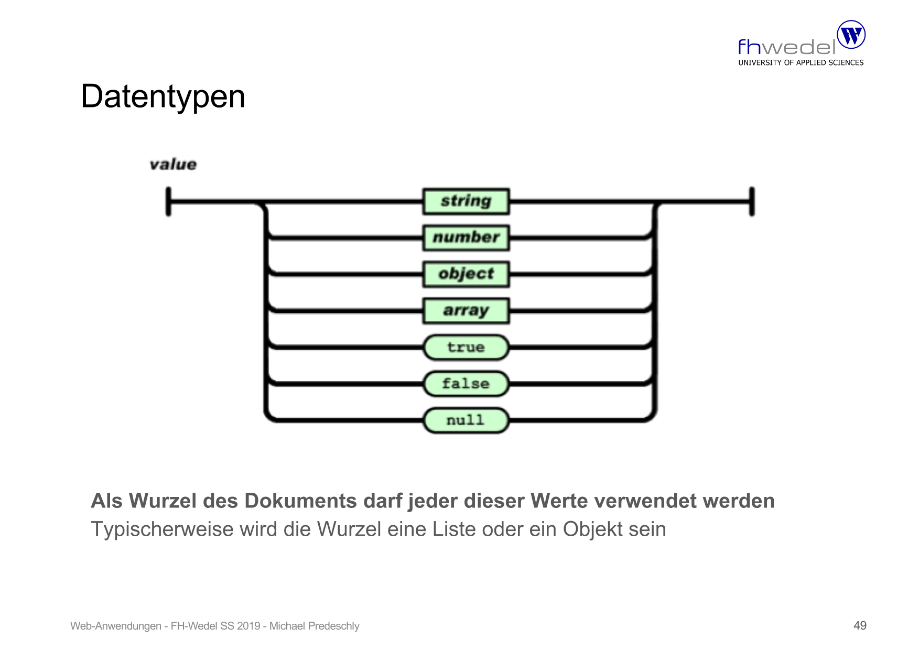 fhwedel W
UNIVERSITY OF APPLIED SCIENCES
Datentypen
value
string
number
object
array
true
false
null
Als Wurzel des Dokuments darf jeder dieser Werte verwendet werden
Typischerweise wird die Wurzel eine Liste oder ein Objekt sein
Web-Anwendungen - FH-Wedel SS 2019 - Michael Predeschly
49